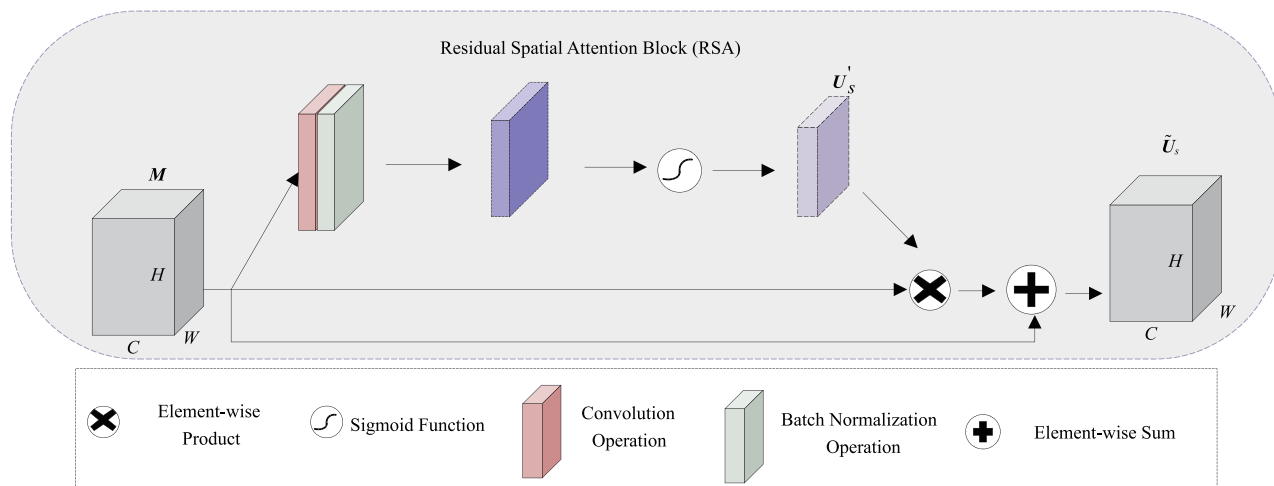 Residual Spatial Attention Block (RSA)
U's
Ũs
M
H
H
W
W
C
C
Element-wise
Product
Sigmoid Function
Convolution
Operation
Batch Normalization
Operation
Element-wise Sum